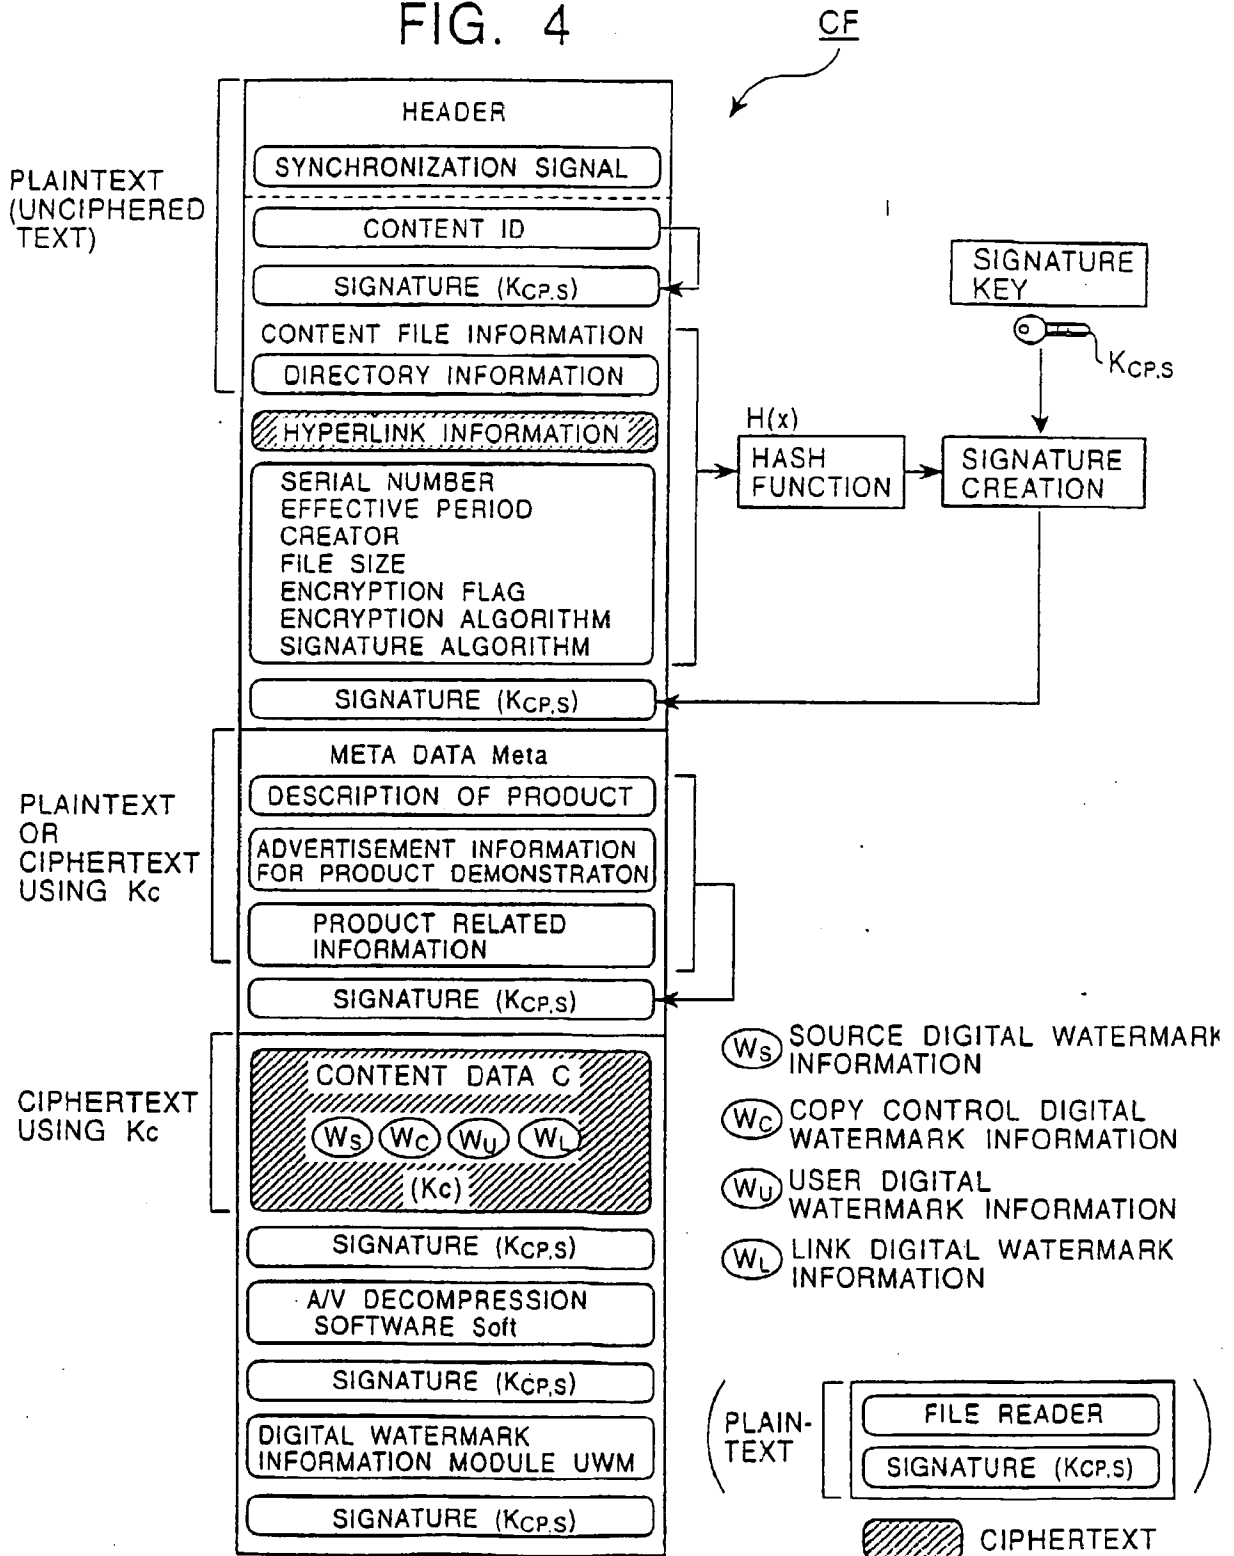 FIG. 4
CF
HEADER
SYNCHRONIZATION SIGNAL
PLAINTEXT
(UNCIPHERED
TEXT)
CONTENT ID
SIGNATURE (KCP,S)
CONTENT FILE INFORMATION
DIRECTORY INFORMATION
HYPERLINK INFORMATION
SERIAL NUMBER
EFFECTIVE PERIOD
CREATOR
FILE SIZE
ENCRYPTION FLAG
ENCRYPTION ALGORITHM
SIGNATURE ALGORITHM
SIGNATURE (KCP,S)
SIGNATURE
KEY
KCP,S
H(x)
HASH
FUNCTION
SIGNATURE
CREATION
PLAINTEXT
OR
CIPHERTEXT
USING Kc
META DATA Meta
DESCRIPTION OF PRODUCT
ADVERTISEMENT INFORMATION
FOR PRODUCT DEMONSTRATON
PRODUCT RELATED
INFORMATION
SIGNATURE (KCP,S)
CIPHERTEXT
USING Kc
CONTENT DATA C
WS WC WU WL
(Kc)
SIGNATURE (KCP,S)
A/V DECOMPRESSION
SOFTWARE Soft
SIGNATURE (KCP,S)
DIGITAL WATERMARK
INFORMATION MODULE UWM
SIGNATURE (KCP,S)
WS SOURCE DIGITAL WATERMARK
INFORMATION
WC COPY CONTROL DIGITAL
WATERMARK INFORMATION
WU USER DIGITAL
WATERMARK INFORMATION
WL LINK DIGITAL WATERMARK
INFORMATION
PLAIN-
TEXT
FILE READER
SIGNATURE (KCP,S)
CIPHERTEXT